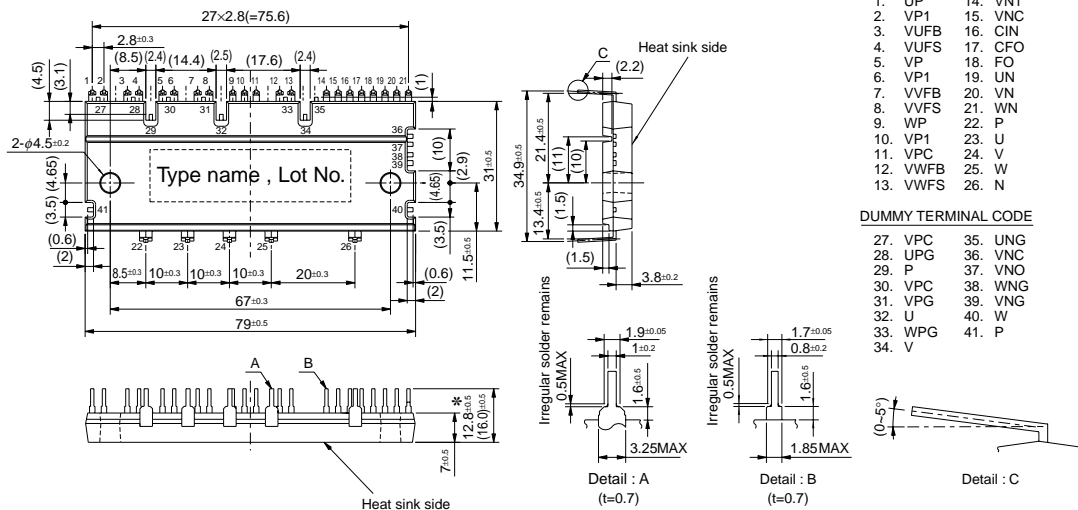 27×2.8(=75.6)
2.8±0.3
(8.5) (2.4) (14.4) (2.5) (17.6) (2.4)
(4.5)
(3.1)
(1)
1 2 3 4 5 6 7 8 9 10 11 12 13 14 15 16 17 18 19 20 21
27 28 30 31 33 35
29 32 34
36
37
38
39
2-φ4.5±0.2
Type name , Lot No.
(4.65)
(3.5)
41
40
(10)
(2.9)
(4.65)
(3.5)
31±0.5
11.5±0.5
(0.6)
(2)
22 23 24 25 26
8.5±0.3 10±0.3 10±0.3 10±0.3 20±0.3
(0.6)
(2)
67±0.3
79±0.5
C
(2.2)
Heat sink side
34.9±0.5
21.4±0.5
(11)
(10)
13.4±0.5
(1.5)
(1.5)
3.8±0.2
1. UP 14. VN1
2. VP1 15. VNC
3. VUFB 16. CIN
4. VUFS 17. CFO
5. VP 18. FO
6. VP1 19. UN
7. VVFB 20. VN
8. VVFS 21. WN
9. WP 22. P
10. VP1 23. U
11. VPC 24. V
12. VWFB 25. W
13. VWFS 26. N
DUMMY TERMINAL CODE
27. VPC 35. UNG
28. UPG 36. VNC
29. P 37. VNO
30. VPC 38. WNG
31. VPG 39. VNG
32. U 40. W
33. WPG 41. P
34. V
A B
*
12.8±0.5
(16.0)±0.5
7±0.5
Heat sink side
Irregular solder remains
0.5MAX
1.9±0.05
1±0.2
1.6±0.5
3.25MAX
Detail : A
(t=0.7)
Irregular solder remains
0.5MAX
1.7±0.05
0.8±0.2
1.6±0.5
1.85MAX
Detail : B
(t=0.7)
(0~5°)
Detail : C